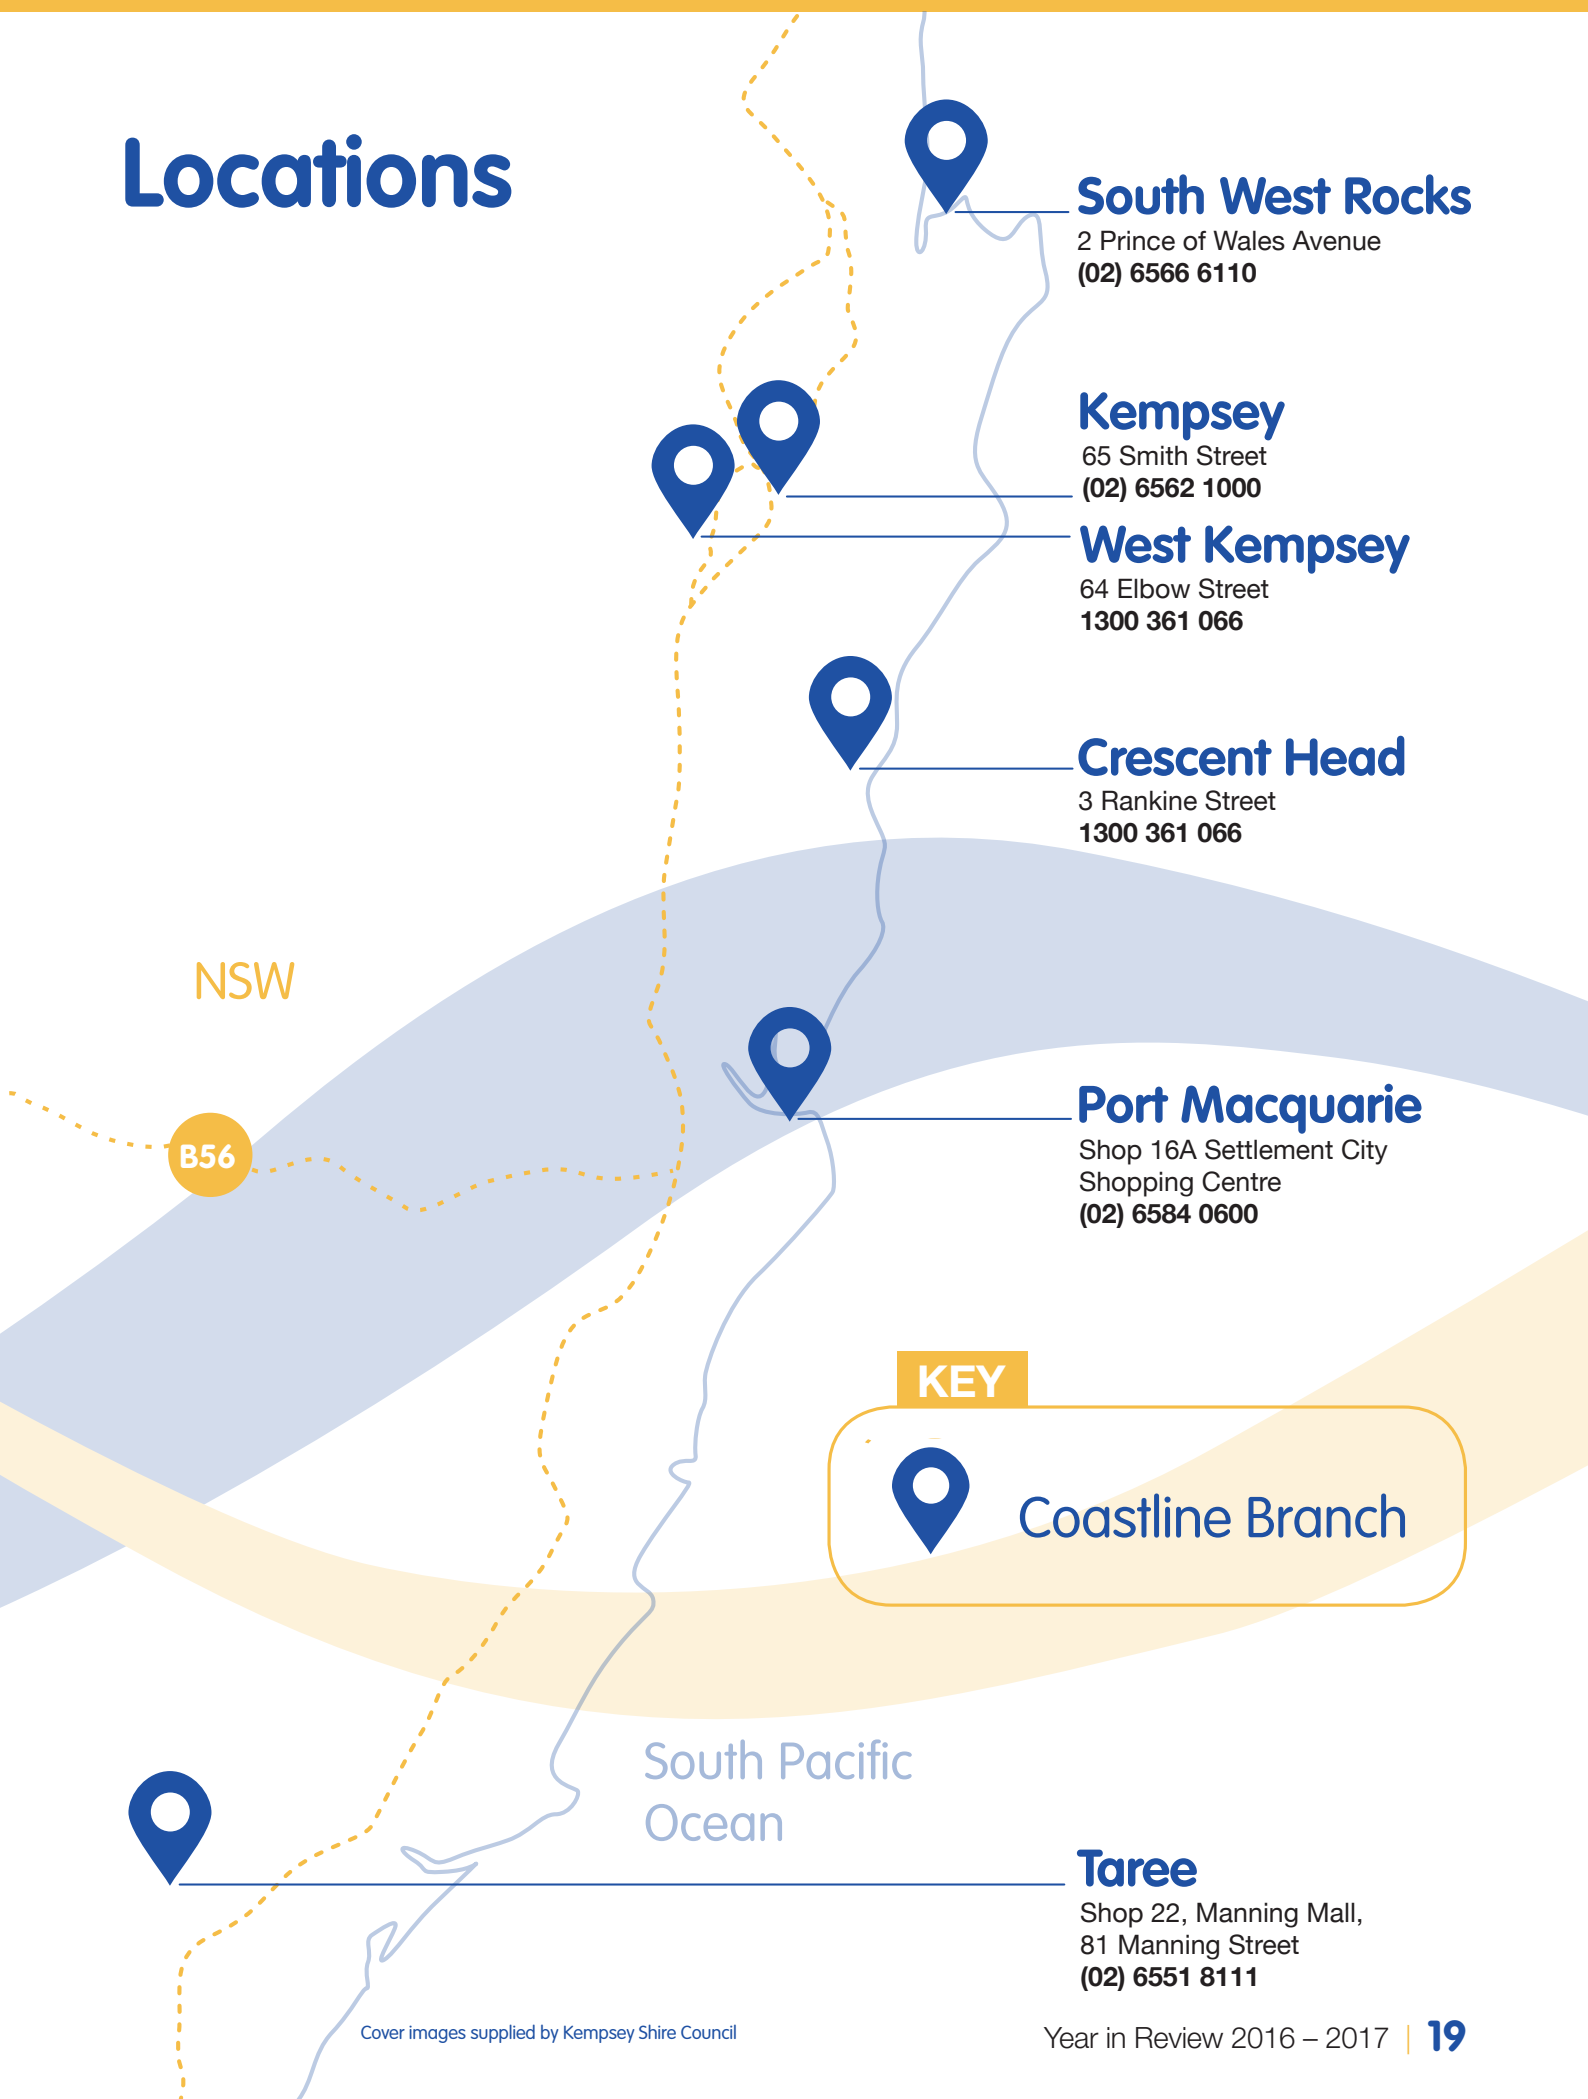 Locations
South West Rocks
2 Prince of Wales Avenue
(02) 6566 6110
Kempsey
65 Smith Street
(02) 6562 1000
West Kempsey
64 Elbow Street
1300 361 066
Crescent Head
3 Rankine Street
1300 361 066
NSW
B56
Port Macquarie
Shop 16A Settlement City
Shopping Centre
(02) 6584 0600
KEY
Coastline Branch
South Pacific
Ocean
Taree
Shop 22, Manning Mall,
81 Manning Street
(02) 6551 8111
Cover images supplied by Kempsey Shire Council
Year in Review 2016 – 2017 | 19